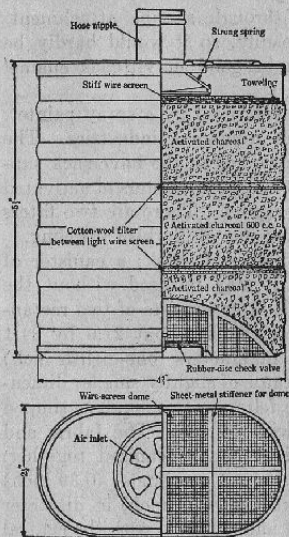 Hose nipple
Strong spring
Toweling
Stiff wire screen
Activated charcoal
Cotton-wool filter
between light wire screen
Activated charcoal 600 c.c.
Activated charcoal
Rubber-disc check valve
Wire-screen dome
Sheet-metal stiffener for dome
Air inlet